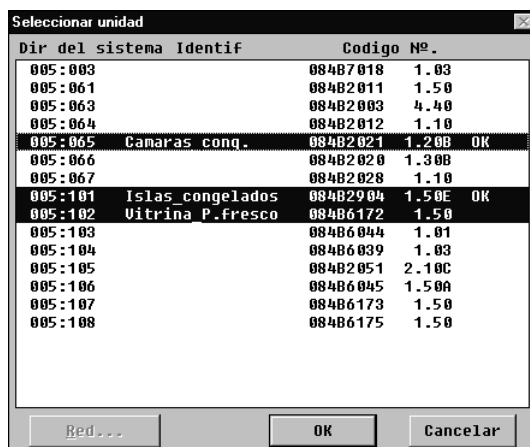 Seleccionar unidad
Dir del sistema Identif Codigo Nº.
005:003 084B7018 1.03
005:061 084B2011 1.50
005:063 084B2003 4.40
005:064 084B2012 1.10
005:065 Camaras cong. 084B2021 1.20B OK
005:066 084B2020 1.30B
005:067 084B2028 1.10
005:101 Islas_congelados 084B2904 1.50E OK
005:102 Vitrina_P.fresco 084B6172 1.50
005:103 084B6044 1.01
005:104 084B6039 1.03
005:105 084B2051 2.10C
005:106 084B6045 1.50A
005:107 084B6173 1.50
005:108 084B6175 1.50
Red... OK Cancelar